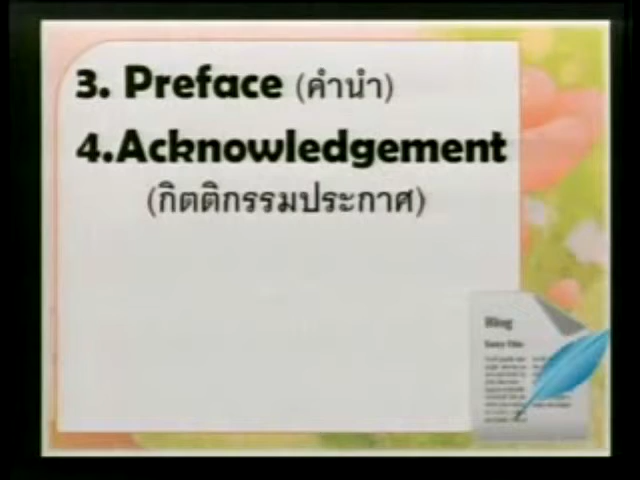 3. Preface (คำนำ)
4.Acknowledgement
(กิตติกรรมประกาศ)
Blog